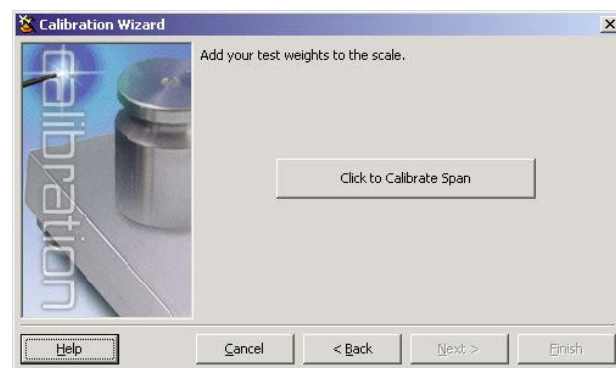 Calibration Wizard
calibration
Add your test weights to the scale.
Click to Calibrate Span
Help
Cancel
< Back
Next >
Finish